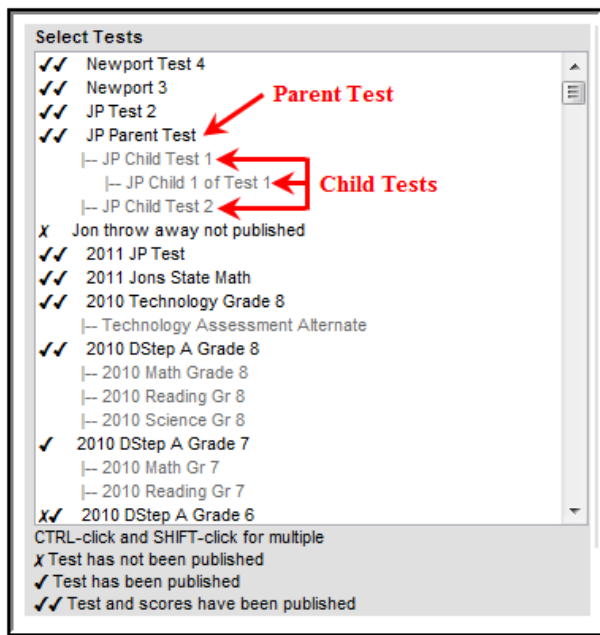 Select Tests
✓✓ Newport Test 4
✓✓ Newport 3
✓✓ JP Test 2
Parent Test
✓✓ JP Parent Test
|-- JP Child Test 1
|-- JP Child 1 of Test 1
Child Tests
|-- JP Child Test 2
✗ Jon throw away not published
✓✓ 2011 JP Test
✓✓ 2011 Jons State Math
✓✓ 2010 Technology Grade 8
|-- Technology Assessment Alternate
✓✓ 2010 DStep A Grade 8
|-- 2010 Math Grade 8
|-- 2010 Reading Gr 8
|-- 2010 Science Gr 8
✓ 2010 DStep A Grade 7
|-- 2010 Math Gr 7
|-- 2010 Reading Gr 7
✗✓ 2010 DStep A Grade 6
CTRL-click and SHIFT-click for multiple
✗ Test has not been published
✓ Test has been published
✓✓ Test and scores have been published